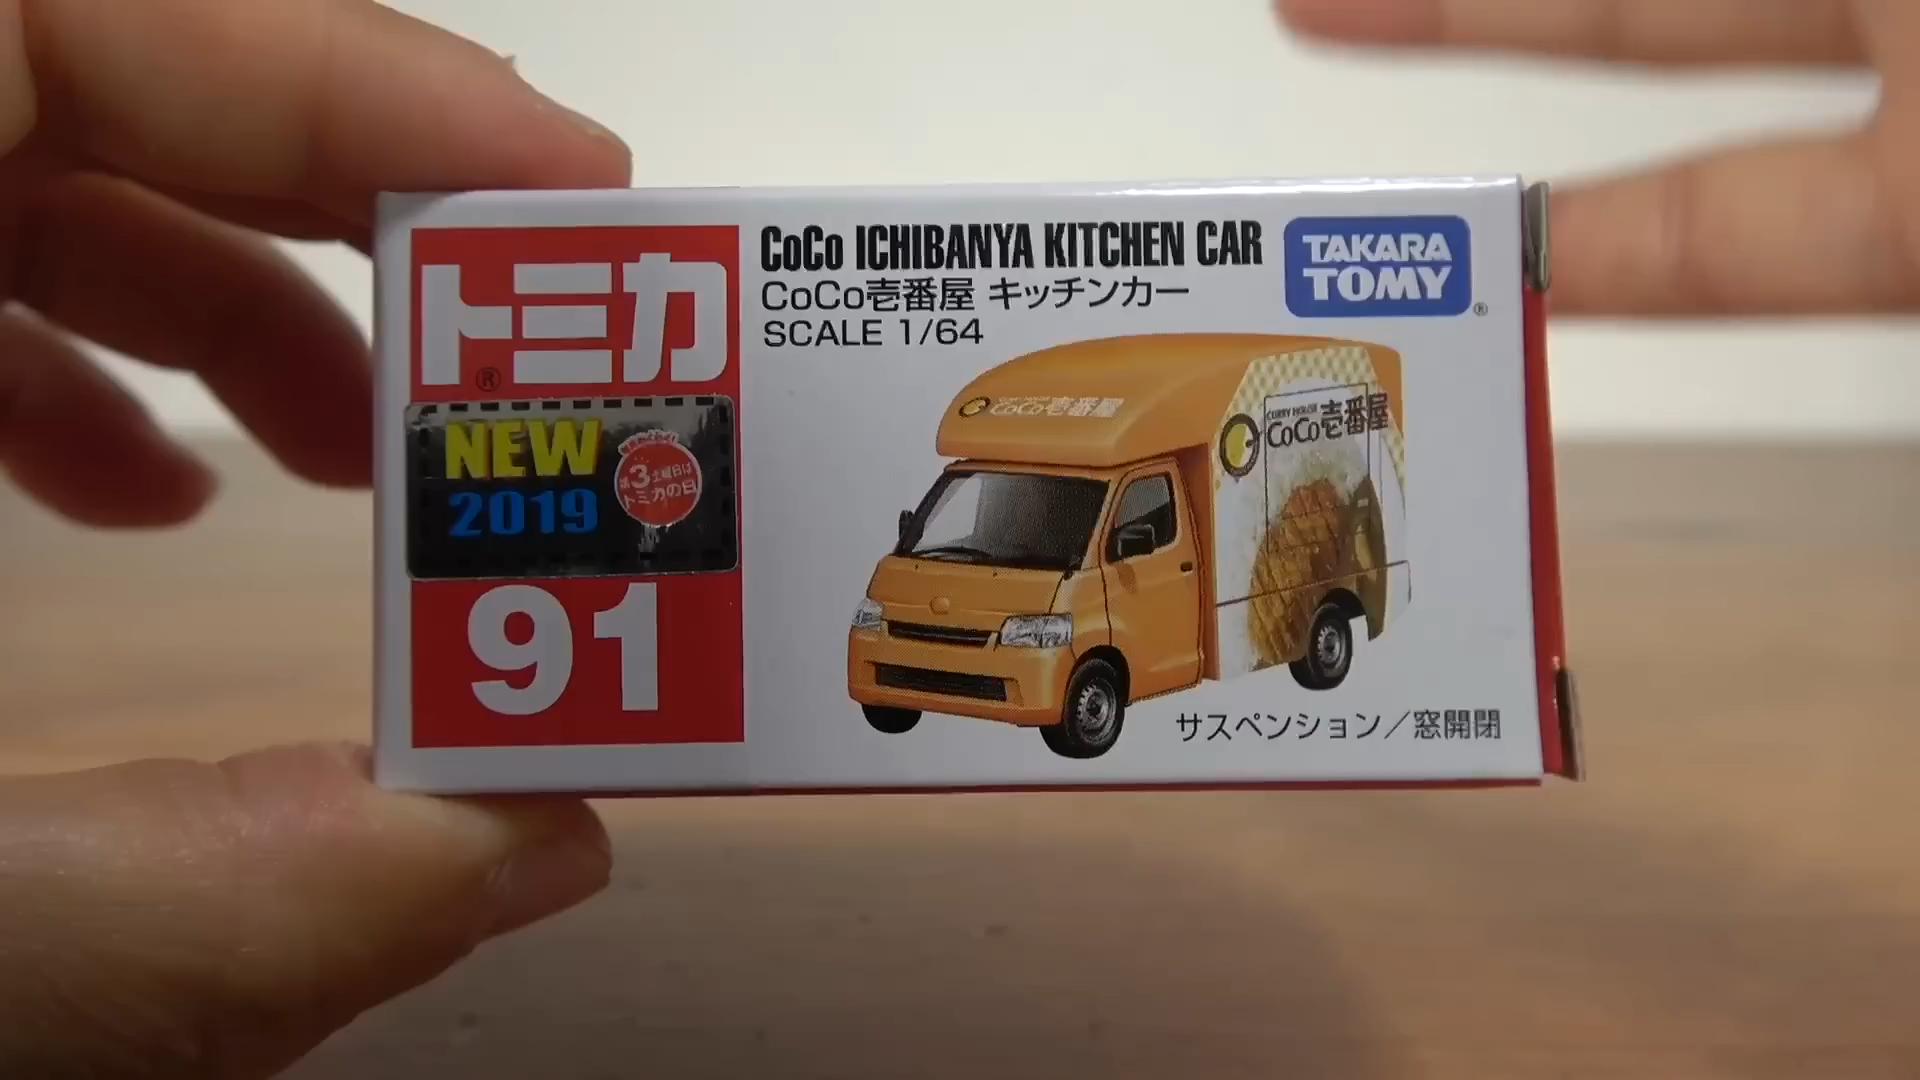 トミカ
®
NEW
2019
第3土曜日は
トミカの日
91
CoCo ICHIBANYA KITCHEN CAR
CoCo壱番屋 キッチンカー
SCALE 1/64
TAKARA
TOMY
®
CoCo壱番屋
CURRY HOUSE
CoCo壱番屋
サスペンション/窓開閉